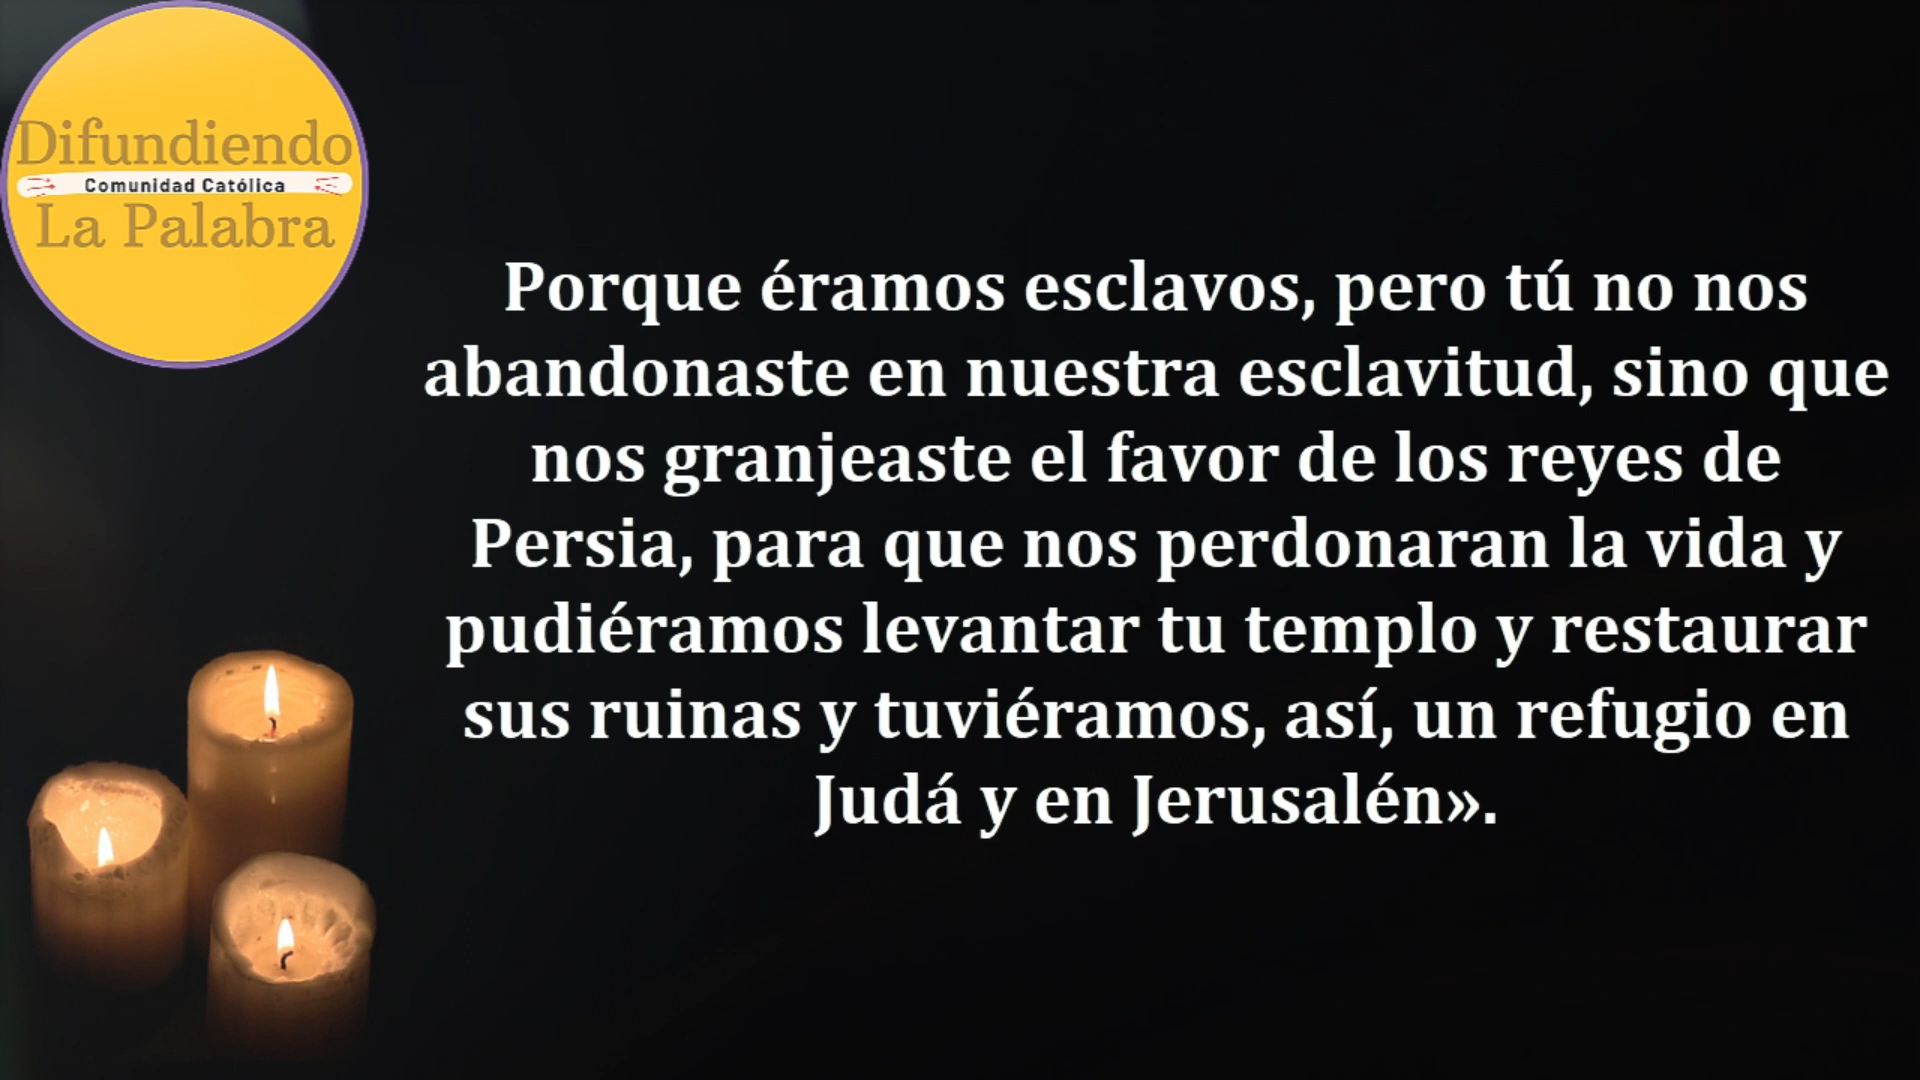 Difundiendo
Comunidad Católica
La Palabra
Porque éramos esclavos, pero tú no nos
abandonaste en nuestra esclavitud, sino que
nos granjeaste el favor de los reyes de
Persia, para que nos perdonaran la vida y
pudiéramos levantar tu templo y restaurar
sus ruinas y tuviéramos, así, un refugio en
Judá y en Jerusalén».